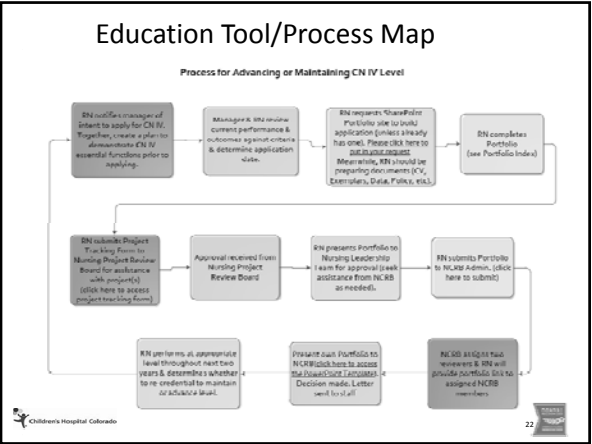 Education Tool/Process Map
Process for Advancing or Maintaining CN IV Level
RN notifies manager of
intent to apply for CN IV.
Together, create a plan to
demonstrate CN IV
essential functions prior to
applying.
Manager & RN review
current performance &
outcomes against criteria
& determine application
date.
RN requests SharePoint
Portfolio site to build
application (unless already
has one). Please click here to
put in your request
Meanwhile, RN should be
preparing documents (CV,
Exemplars, Data, Policy, etc).
RN completes
Portfolio
(see Portfolio Index)
RN submits Project
Tracking Form to
Nursing Project Review
Board for assistance
with project(s)
(click here to access
project tracking form)
Approval received from
Nursing Project
Review Board
RN presents Portfolio to
Nursing Leadership
Team for approval (seek
assistance from NCRB
as needed).
RN submits Portfolio
to NCRB Admin. (click
here to submit)
RN performs at appropriate
level throughout next two
years & determines whether
to re-credential to maintain
or advance level.
Present own Portfolio to
NCRB(click here to access
the PowerPoint Template)
Decision made. Letter
sent to staff
NCRB assigns two
reviewers & RN will
provide portfolio link to
assigned NCRB
members
Children's Hospital Colorado
22